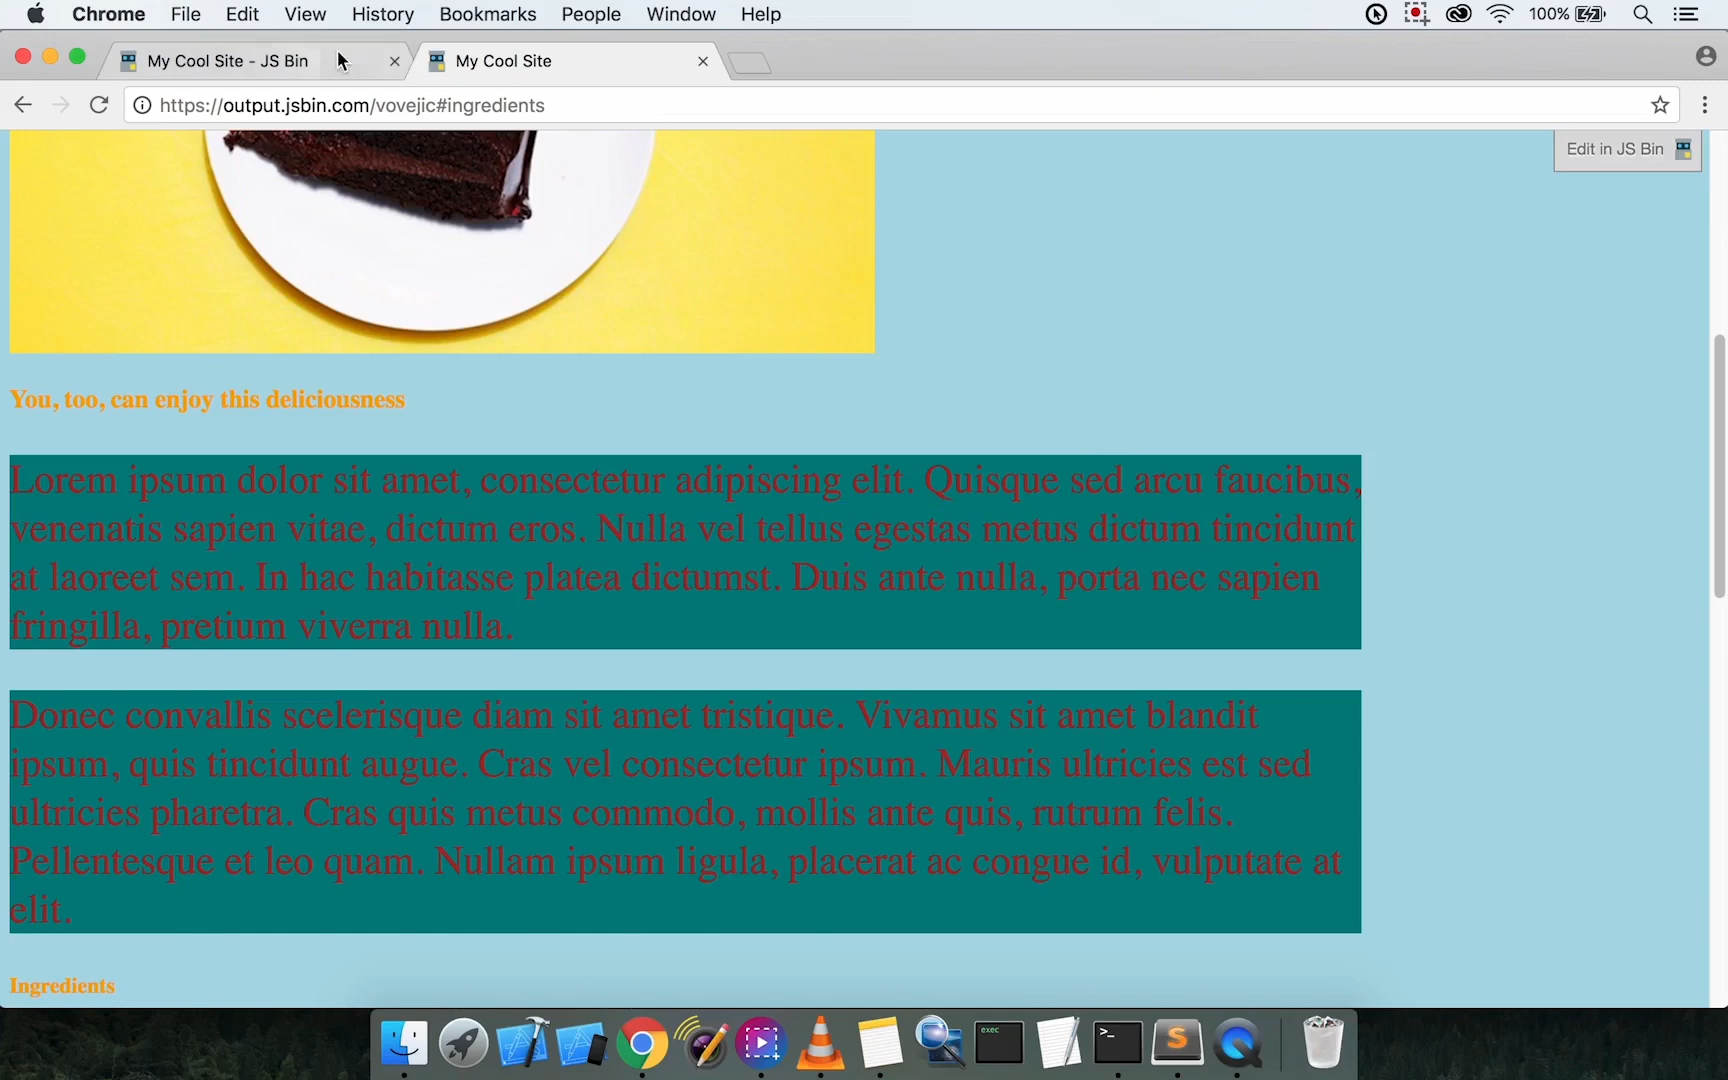 Chrome File Edit View History Bookmarks People Window Help 100%
My Cool Site - JS Bin My Cool Site
https://output.jsbin.com/vovejic#ingredients
Edit in JS Bin
You, too, can enjoy this deliciousness
Lorem ipsum dolor sit amet, consectetur adipiscing elit. Quisque sed arcu faucibus,
venenatis sapien vitae, dictum eros. Nulla vel tellus egestas metus dictum tincidunt
at laoreet sem. In hac habitasse platea dictumst. Duis ante nulla, porta nec sapien
fringilla, pretium viverra nulla.
Donec convallis scelerisque diam sit amet tristique. Vivamus sit amet blandit
ipsum, quis tincidunt augue. Cras vel consectetur ipsum. Mauris ultricies est sed
ultricies pharetra. Cras quis metus commodo, mollis ante quis, rutrum felis.
Pellentesque et leo quam. Nullam ipsum ligula, placerat ac congue id, vulputate at
elit.
Ingredients
exec